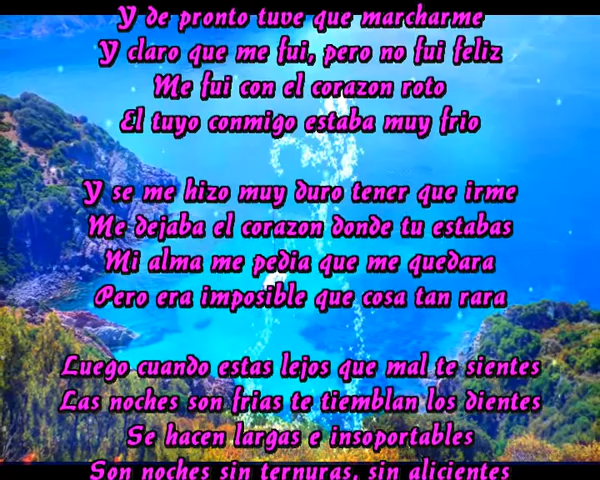 Y de pronto tuve que marcharme
Y claro que me fui, pero no fui feliz
Me fui con el corazon roto
El tuyo conmigo estaba muy frio
Y se me hizo muy duro tener que irme
Me dejaba el corazon donde tu estabas
Mi alma me pedia que me quedara
Pero era imposible que cosa tan rara
Luego cuando estas lejos que mal te sientes
Las noches son frias te tiemblan los dientes
Se hacen largas e insoportables
Son noches sin ternuras, sin alicientes